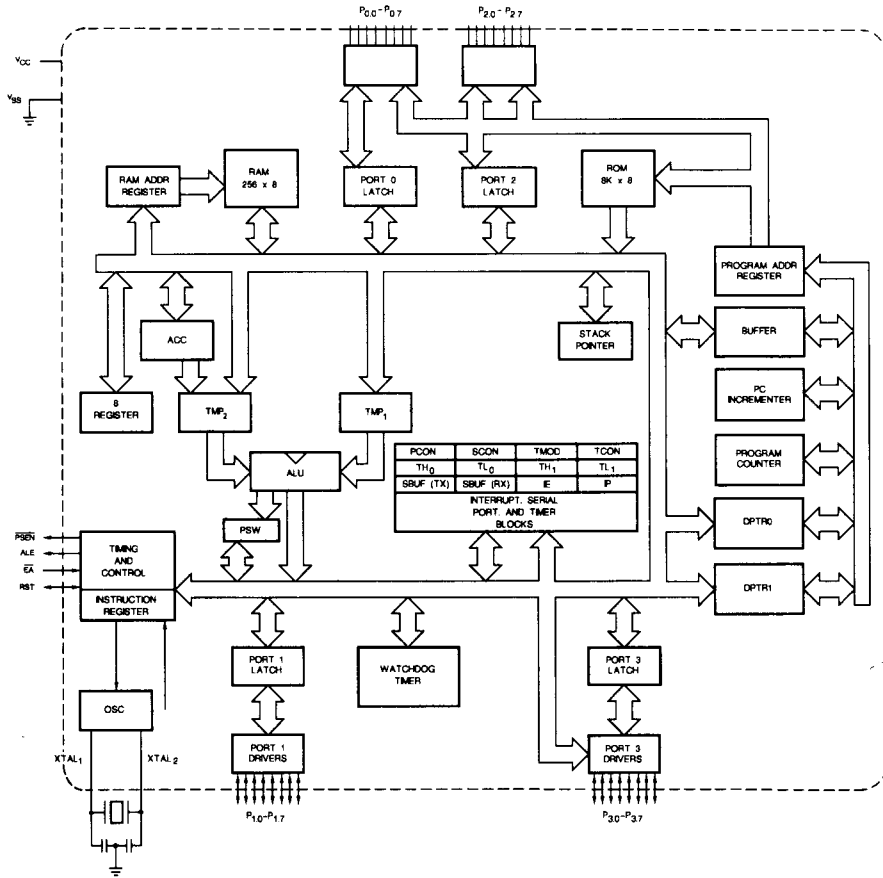 P0.0-P0.7
P2.0-P2.7
VCC
VSS
RAM ADDR
REGISTER
RAM
256 x 8
PORT 0
LATCH
PORT 2
LATCH
ROM
8K x 8
PROGRAM ADDR
REGISTER
ACC
STACK
POINTER
BUFFER
B
REGISTER
TMP2
TMP1
PC
INCREMENTER
PCON SCON TMOD TCON
TH0 TL0 TH1 TL1
SBUF (TX) SBUF (RX) IE IP
INTERRUPT. SERIAL
PORT. AND TIMER
BLOCKS
ALU
PROGRAM
COUNTER
PSW
DPTR0
PSEN
ALE
EA
RST
TIMING
AND
CONTROL
INSTRUCTION
REGISTER
DPTR1
PORT 1
LATCH
WATCHDOG
TIMER
PORT 3
LATCH
OSC
XTAL1
XTAL2
PORT 1
DRIVERS
PORT 3
DRIVERS
P1.0-P1.7
P3.0-P3.7